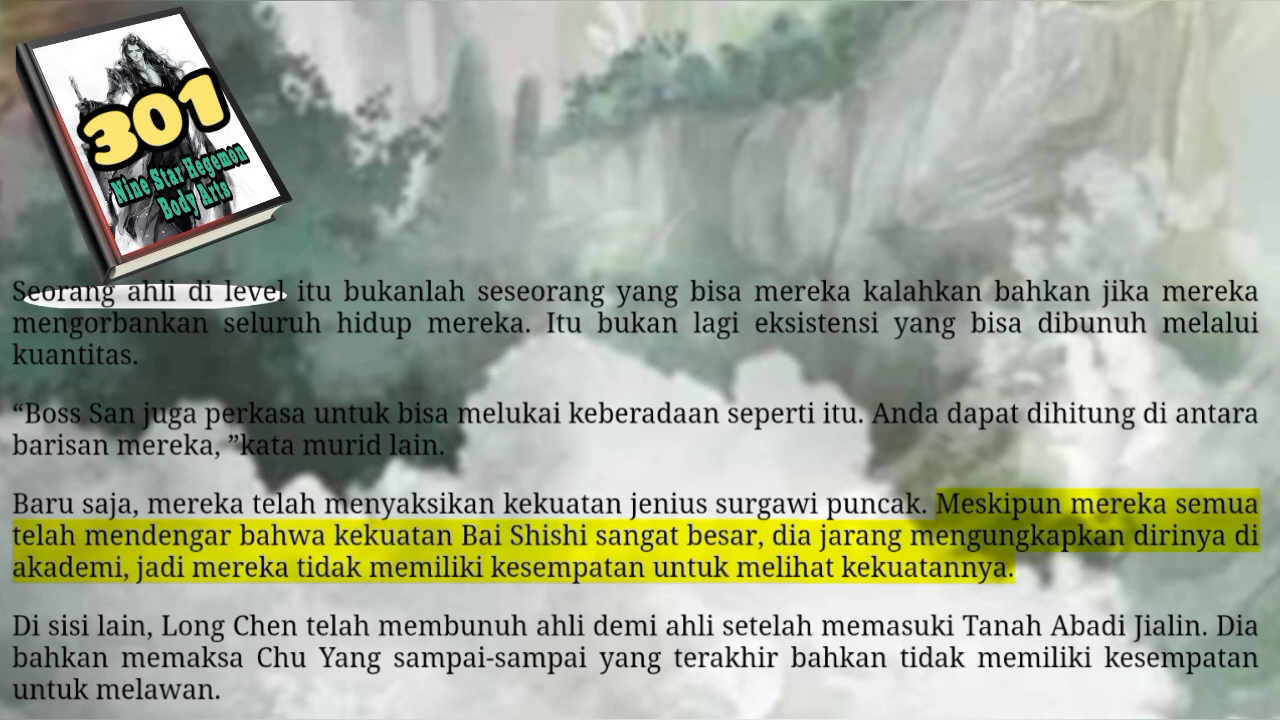 301
Nine Star Hegemon
Body Arts
Seorang ahli di level itu bukanlah seseorang yang bisa mereka kalahkan bahkan jika mereka
mengorbankan seluruh hidup mereka. Itu bukan lagi eksistensi yang bisa dibunuh melalui
kuantitas.
“Boss San juga perkasa untuk bisa melukai keberadaan seperti itu. Anda dapat dihitung di antara
barisan mereka, ”kata murid lain.
Baru saja, mereka telah menyaksikan kekuatan jenius surgawi puncak. Meskipun mereka semua
telah mendengar bahwa kekuatan Bai Shishi sangat besar, dia jarang mengungkapkan dirinya di
akademi, jadi mereka tidak memiliki kesempatan untuk melihat kekuatannya.
Di sisi lain, Long Chen telah membunuh ahli demi ahli setelah memasuki Tanah Abadi Jialin. Dia
bahkan memaksa Chu Yang sampai-sampai yang terakhir bahkan tidak memiliki kesempatan
untuk melawan.